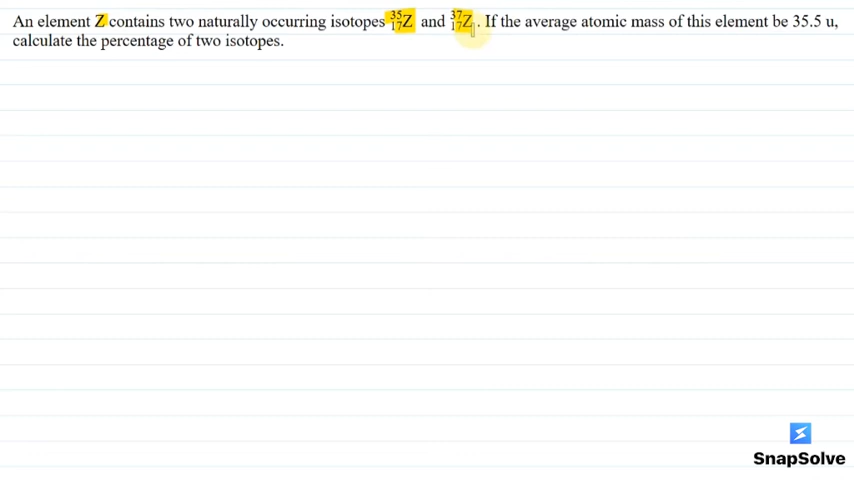 An element Z contains two naturally occurring isotopes ³⁵₁₇Z and ³⁷₁₇Z . If the average atomic mass of this element be 35.5 u,
calculate the percentage of two isotopes.
SnapSolve